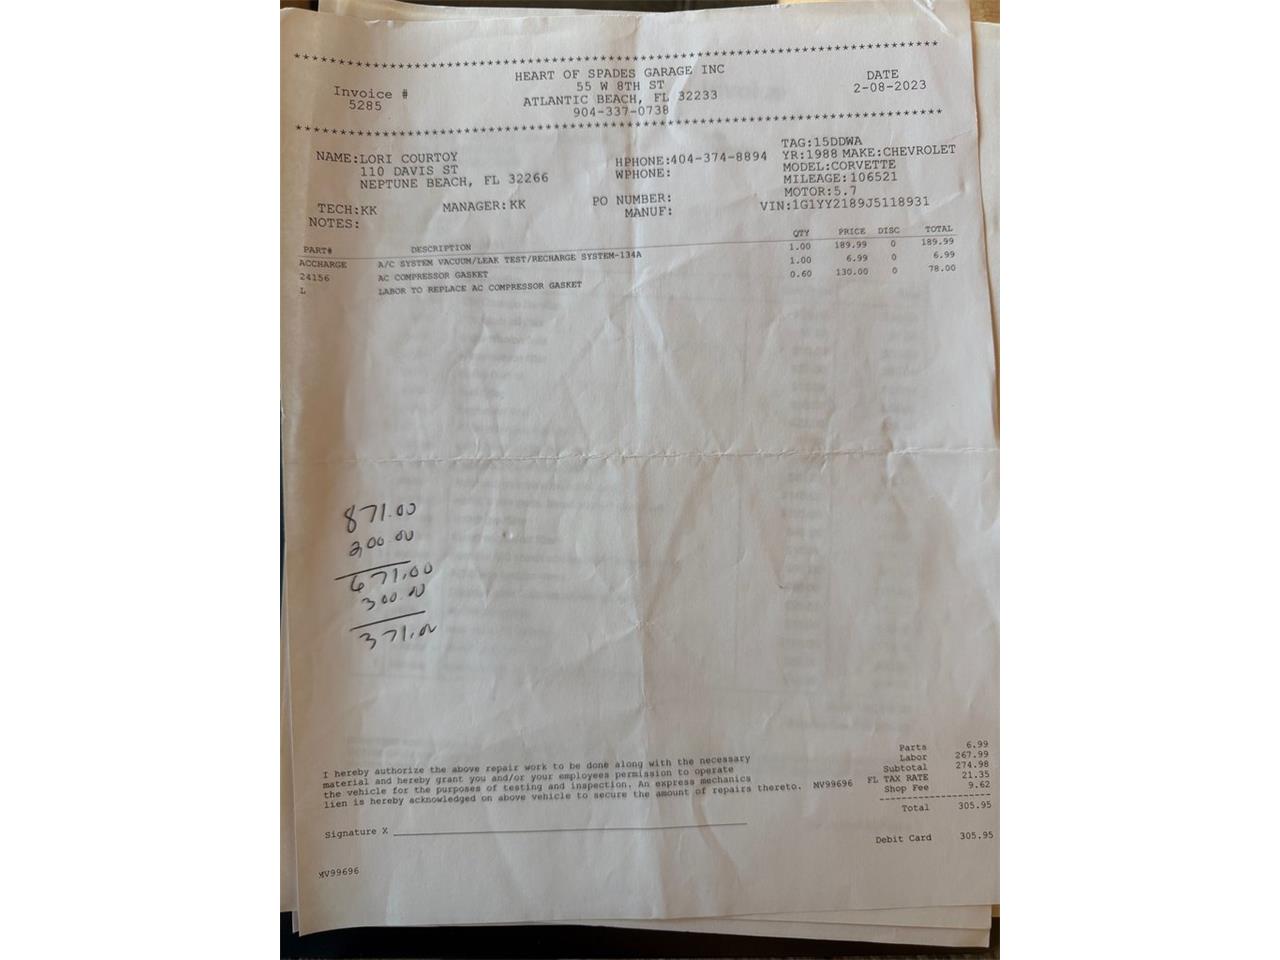 ****************************************************************
HEART OF SPADES GARAGE INC
55 W 8TH ST
ATLANTIC BEACH, FL 32233
904-337-0738
Invoice #
5285
DATE
2-08-2023
****************************************************************
NAME:LORI COURTOY
110 DAVIS ST
NEPTUNE BEACH, FL 32266
HPHONE:404-374-8894
WPHONE:
TAG:15DDWA
YR:1988 MAKE:CHEVROLET
MODEL:CORVETTE
MILEAGE:106521
MOTOR:5.7
VIN:1G1YY2189J5118931
TECH:KK MANAGER:KK PO NUMBER:
MANUF:
NOTES:
PART# DESCRIPTION QTY PRICE DISC TOTAL
ACCHARGE A/C SYSTEM VACUUM/LEAK TEST/RECHARGE SYSTEM-134A 1.00 189.99 0 189.99
24156 AC COMPRESSOR GASKET 1.00 6.99 0 6.99
L LABOR TO REPLACE AC COMPRESSOR GASKET 0.60 130.00 0 78.00
871.00
200.00
671.00
300.00
371.00
I hereby authorize the above repair work to be done along with the necessary
material and hereby grant you and/or your employees permission to operate
the vehicle for the purposes of testing and inspection. An express mechanics
lien is hereby acknowledged on above vehicle to secure the amount of repairs thereto. MV99696
Parts 6.99
Labor 267.99
Subtotal 274.98
FL TAX RATE 21.35
Shop Fee 9.62
Total 305.95
Debit Card 305.95
Signature X
MV99696